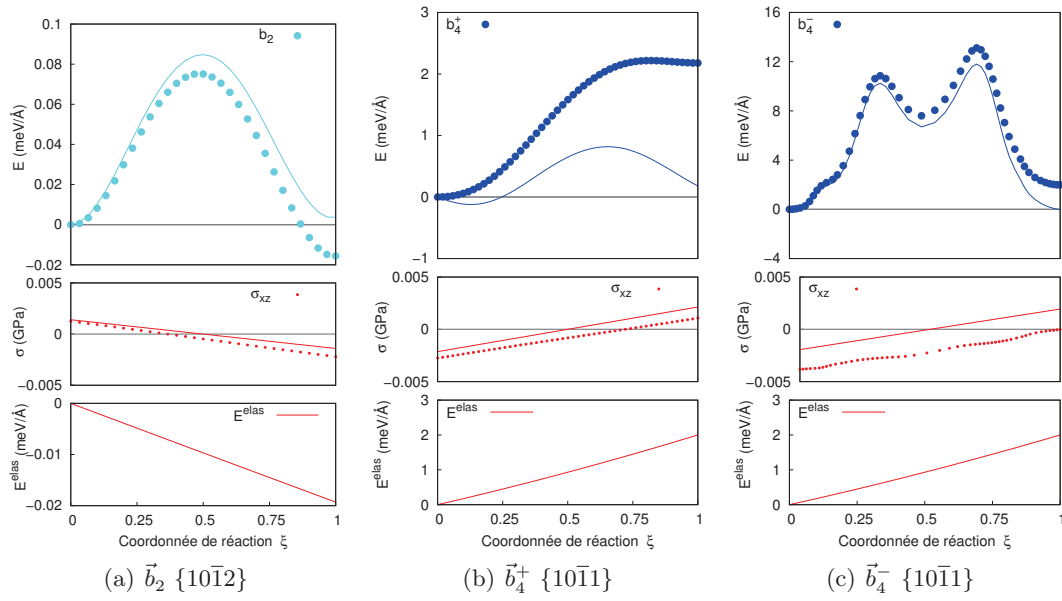 b₂
E (meV/Å)
0.1
0.08
0.06
0.04
0.02
0
-0.02
σxz
σ (GPa)
0.005
0
-0.005
Eᵉˡᵃˢ
Eᵉˡᵃˢ (meV/Å)
0
-0.01
-0.02
0 0.25 0.5 0.75 1
Coordonnée de réaction ξ
(a) b⃗₂ {101̄2}
b₄⁺
E (meV/Å)
3
2
1
0
-1
σxz
σ (GPa)
0.005
0
-0.005
Eᵉˡᵃˢ
Eᵉˡᵃˢ (meV/Å)
3
2
1
0
0 0.25 0.5 0.75 1
Coordonnée de réaction ξ
(b) b⃗₄⁺ {101̄1}
b₄⁻
E (meV/Å)
16
12
8
4
0
-4
σxz
σ (GPa)
0.005
0
-0.005
Eᵉˡᵃˢ
Eᵉˡᵃˢ (meV/Å)
3
2
1
0
0 0.25 0.5 0.75 1
Coordonnée de réaction ξ
(c) b⃗₄⁻ {101̄1}